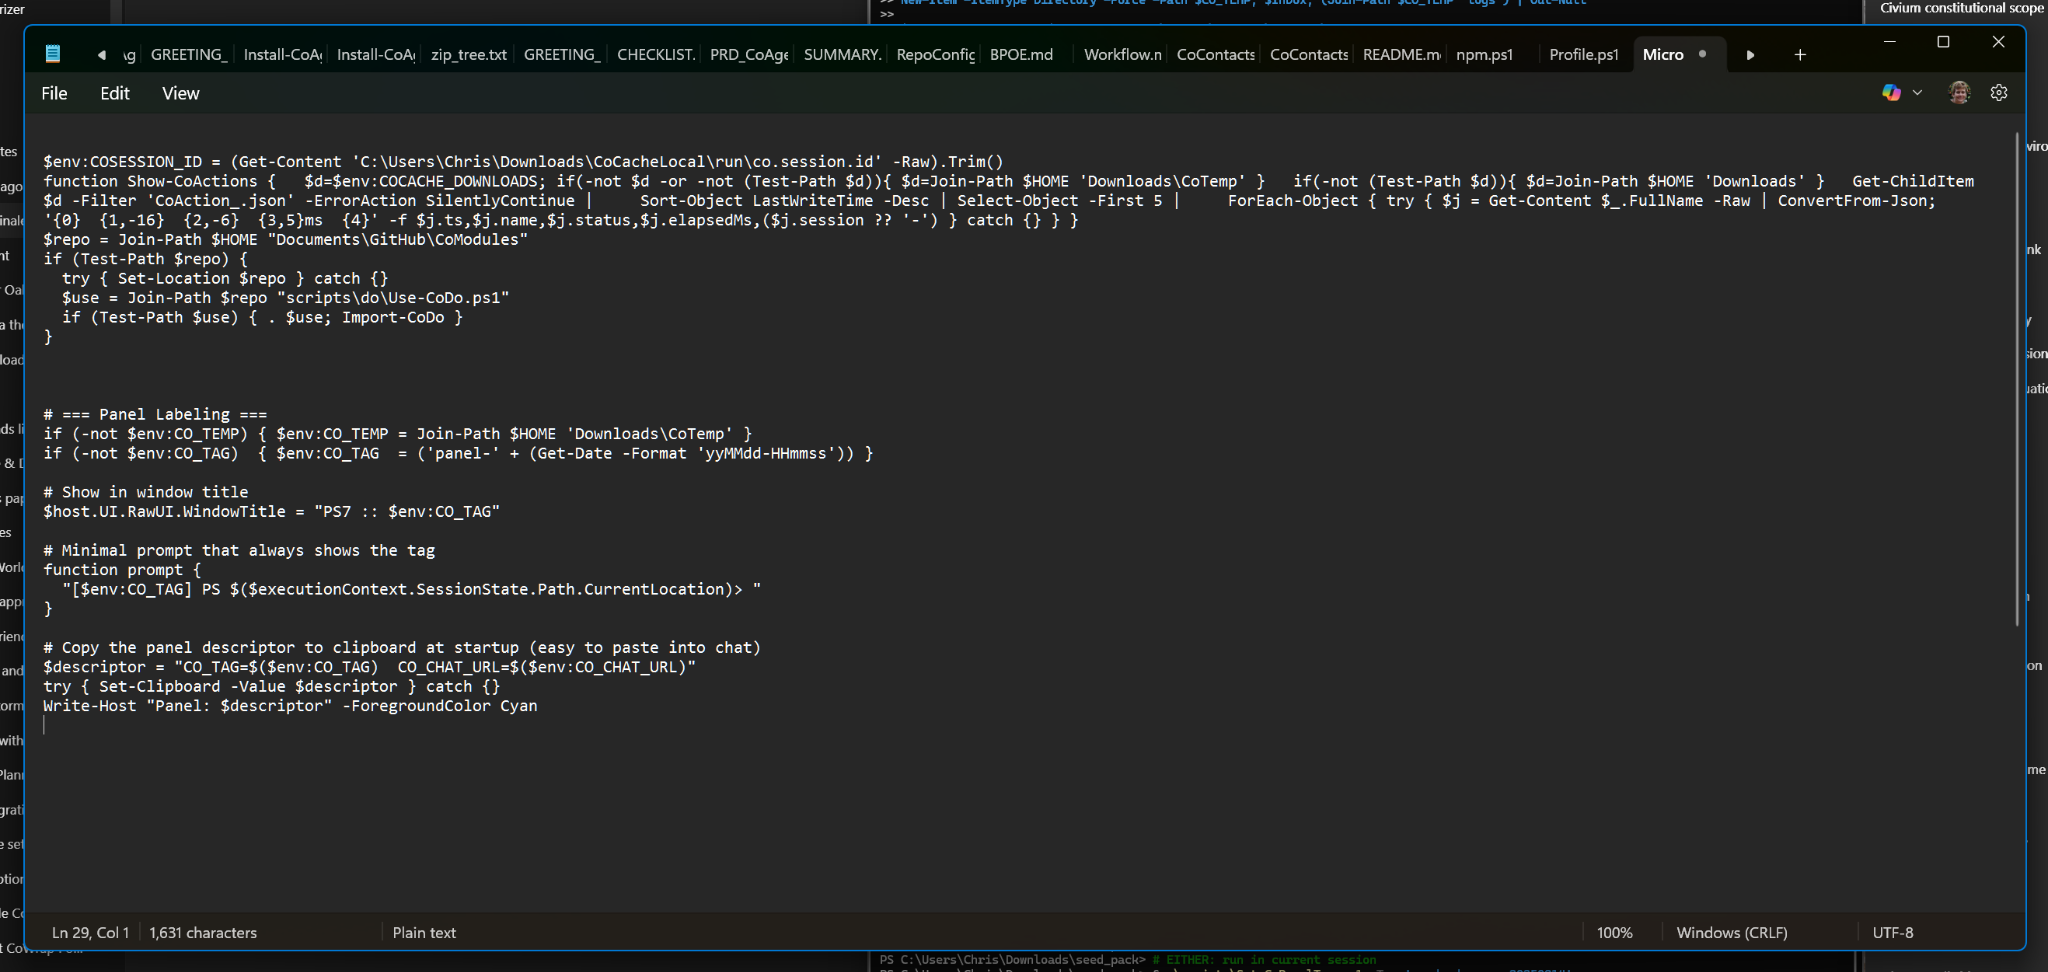 Civium constitutional scope
GREETING_ Install-CoAg Install-CoAg zip_tree.txt GREETING_ CHECKLIST. PRD_CoAge SUMMARY. RepoConfig BPOE.md Workflow.n CoContacts CoContacts README.m npm.ps1 Profile.ps1 Micro
File Edit View
$env:COSESSION_ID = (Get-Content 'C:\Users\Chris\Downloads\CoCacheLocal\run\co.session.id' -Raw).Trim()
function Show-CoActions {   $d=$env:COCACHE_DOWNLOADS; if(-not $d -or -not (Test-Path $d)){ $d=Join-Path $HOME 'Downloads\CoTemp' }   if(-not (Test-Path $d)){ $d=Join-Path $HOME 'Downloads' }   Get-ChildItem
$d -Filter 'CoAction_.json' -ErrorAction SilentlyContinue |     Sort-Object LastWriteTime -Desc | Select-Object -First 5 |     ForEach-Object { try { $j = Get-Content $_.FullName -Raw | ConvertFrom-Json;
'{0}  {1,-16}  {2,-6}  {3,5}ms  {4}' -f $j.ts,$j.name,$j.status,$j.elapsedMs,($j.session ?? '-') } catch {} } }
$repo = Join-Path $HOME "Documents\GitHub\CoModules"
if (Test-Path $repo) {
  try { Set-Location $repo } catch {}
  $use = Join-Path $repo "scripts\do\Use-CoDo.ps1"
  if (Test-Path $use) { . $use; Import-CoDo }
}
# === Panel Labeling ===
if (-not $env:CO_TEMP) { $env:CO_TEMP = Join-Path $HOME 'Downloads\CoTemp' }
if (-not $env:CO_TAG)  { $env:CO_TAG  = ('panel-' + (Get-Date -Format 'yyMMdd-HHmmss')) }
# Show in window title
$host.UI.RawUI.WindowTitle = "PS7 :: $env:CO_TAG"
# Minimal prompt that always shows the tag
function prompt {
  "[$env:CO_TAG] PS $($executionContext.SessionState.Path.CurrentLocation)> "
}
# Copy the panel descriptor to clipboard at startup (easy to paste into chat)
$descriptor = "CO_TAG=$($env:CO_TAG)  CO_CHAT_URL=$($env:CO_CHAT_URL)"
try { Set-Clipboard -Value $descriptor } catch {}
Write-Host "Panel: $descriptor" -ForegroundColor Cyan
Ln 29, Col 1 1,631 characters Plain text 100% Windows (CRLF) UTF-8
PS C:\Users\Chris\Downloads\seed_pack> # EITHER: run in current session